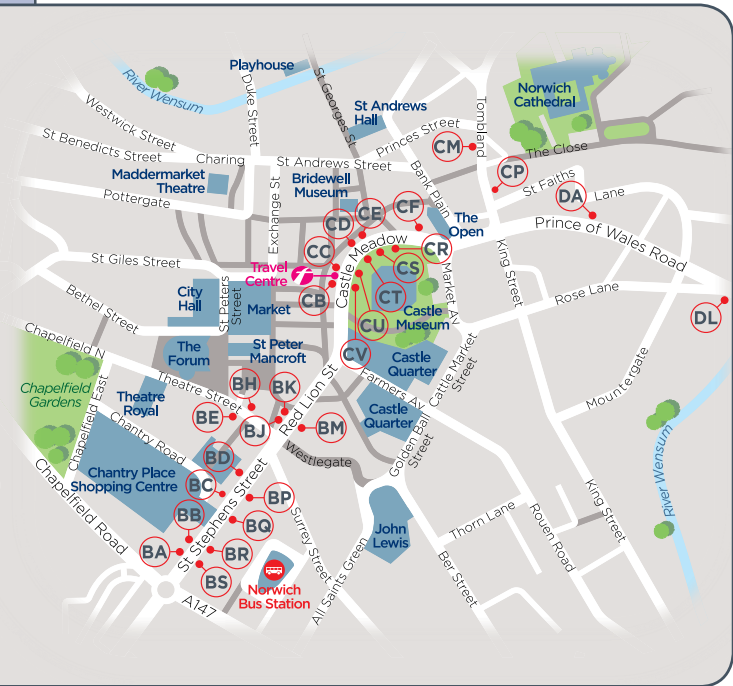 Playhouse
River Wensum
Duke Street
St Georges St
St Andrews
Hall
Westwick Street
Princes Street
Tombland
Norwich
Cathedral
St Benedicts Street
Charing
St Andrews Street
CM
The Close
Maddermarket
Theatre
Bridewell
Museum
Bank Plain
CP
St Faiths Lane
DA
Pottergate
Exchange St
CD
CE
CF
The
Open
Prince of Wales Road
CC
Castle Meadow
CR
King Street
St Giles Street
Travel
Centre
CS
CB
CT
Market Av
Rose Lane
Bethel Street
City
Hall
St Peters
Street
Market
CU
Castle
Museum
DL
Chapelfield N
The
Forum
St Peter
Mancroft
CV
Castle
Quarter
Cattle Market
Street
Mountergate
Chapelfield
Gardens
Chapelfield East
Theatre Street
Theatre
Royal
BH
BK
Red Lion St
Farmers Av
Castle
Quarter
BE
BJ
BM
Golden Ball
Street
Chantry Road
Westlegate
River Wensum
Chapelfield Road
Chantry Place
Shopping Centre
BD
BC
St Stephens Street
BP
King Street
BB
BQ
Surrey Street
John
Lewis
Thorn Lane
Rouen Road
BA
BR
All Saints Green
Ber Street
BS
Norwich
Bus Station
A147